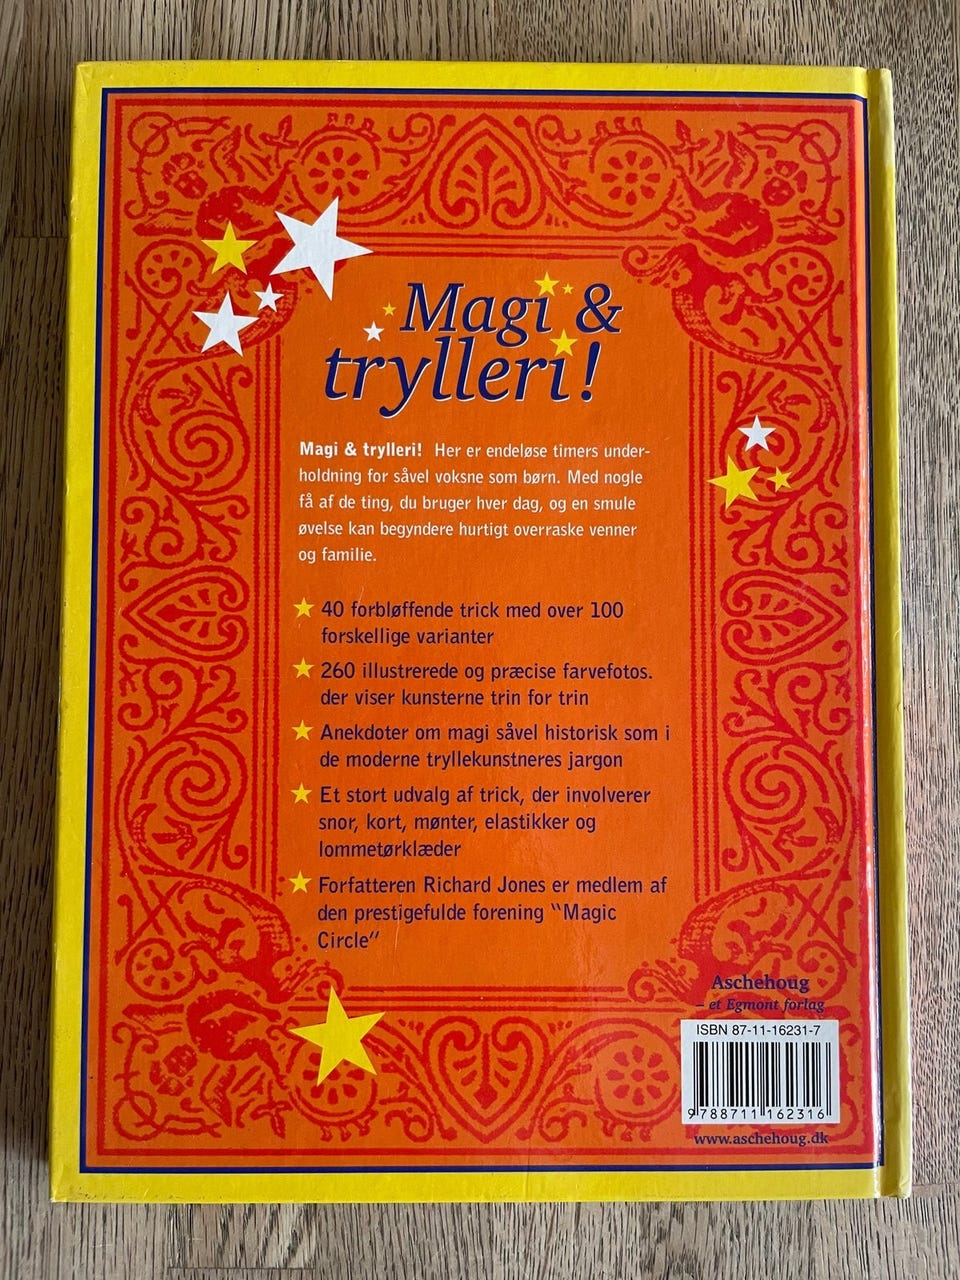 Magi &
trylleri!
Magi & trylleri! Her er endeløse timers under-
holdning for såvel voksne som børn. Med nogle
få af de ting, du bruger hver dag, og en smule
øvelse kan begyndere hurtigt overraske venner
og familie.
40 forbløffende trick med over 100
forskellige varianter
260 illustrerede og præcise farvefotos.
der viser kunsterne trin for trin
Anekdoter om magi såvel historisk som i
de moderne tryllekunstneres jargon
Et stort udvalg af trick, der involverer
snor, kort, mønter, elastikker og
lommetørklæder
Forfatteren Richard Jones er medlem af
den prestigefulde forening "Magic
Circle"
Aschehoug
– et Egmont forlag
ISBN 87-11-16231-7
9 788711 162316
www.aschehoug.dk